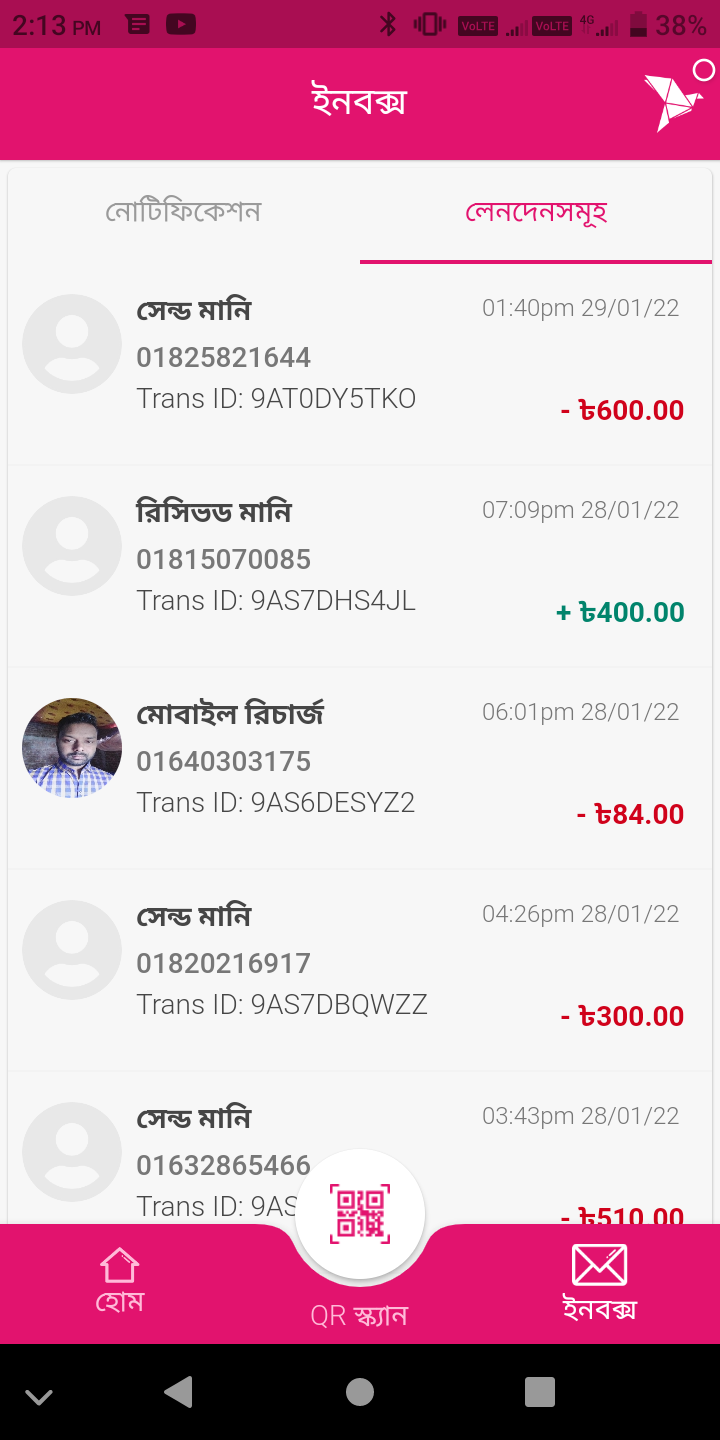 2:13 PM
VoLTE VoLTE 4G 38%
ইনবক্স
নোটিফিকেশন লেনদেনসমূহ
সেন্ড মানি 01:40pm 29/01/22
01825821644
Trans ID: 9AT0DY5TKO
- ৳600.00
রিসিভড মানি 07:09pm 28/01/22
01815070085
Trans ID: 9AS7DHS4JL
+ ৳400.00
মোবাইল রিচার্জ 06:01pm 28/01/22
01640303175
Trans ID: 9AS6DESYZ2
- ৳84.00
সেন্ড মানি 04:26pm 28/01/22
01820216917
Trans ID: 9AS7DBQWZZ
- ৳300.00
সেন্ড মানি 03:43pm 28/01/22
01632865466
Trans ID: 9AS
- ৳510.00
হোম QR স্ক্যান ইনবক্স